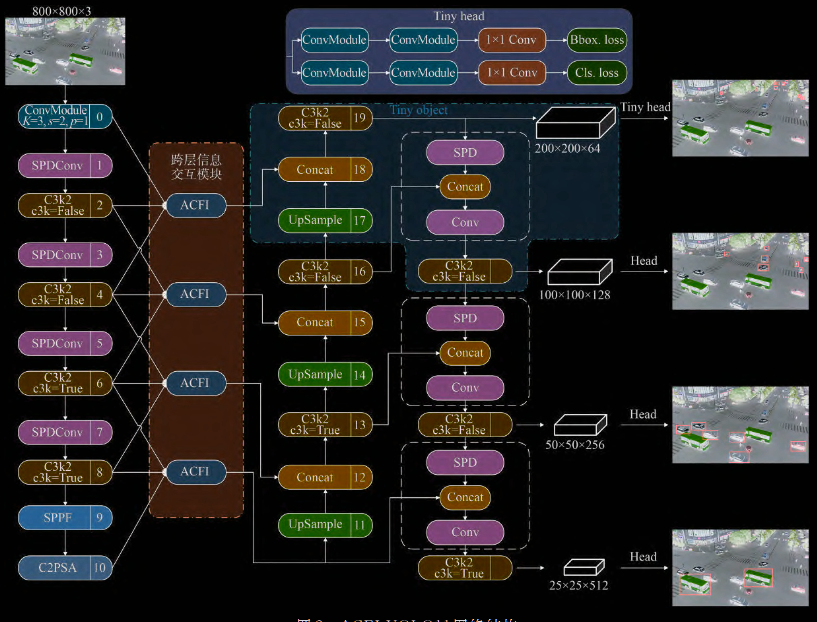 800×800×3
Tiny head
ConvModule
ConvModule
1×1 Conv
Bbox. loss
ConvModule
ConvModule
1×1 Conv
Cls. loss
ConvModule
K=3, s=2, p=1
0
SPDConv
1
C3k2
c3k=False
2
SPDConv
3
C3k2
c3k=False
4
SPDConv
5
C3k2
c3k=True
6
SPDConv
7
C3k2
c3k=True
8
SPPF
9
C2PSA
10
跨层信息
交互模块
ACFI
ACFI
ACFI
ACFI
Tiny object
C3k2
c3k=False
19
Concat
18
UpSample
17
C3k2
c3k=False
16
Concat
15
UpSample
14
C3k2
c3k=True
13
Concat
12
UpSample
11
SPD
Concat
Conv
C3k2
c3k=False
SPD
Concat
Conv
C3k2
c3k=False
SPD
Concat
Conv
C3k2
c3k=True
200×200×64
Tiny head
100×100×128
Head
50×50×256
Head
25×25×512
Head